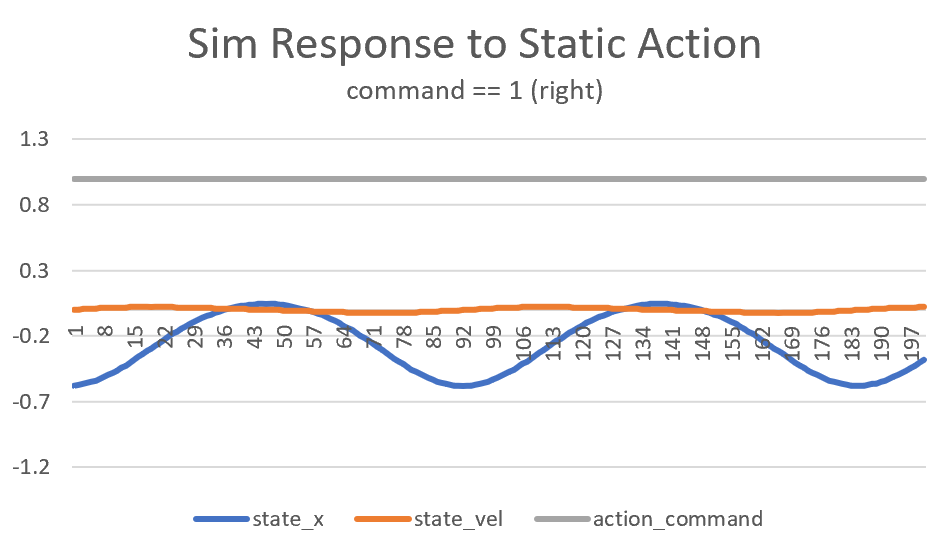 Sim Response to Static Action
command == 1 (right)
1.3
0.8
0.3
-0.2
-0.7
-1.2
1 8 15 22 29 36 43 50 57 64 71 78 85 92 99 106 113 120 127 134 141 148 155 162 169 176 183 190 197
state_x state_vel action_command